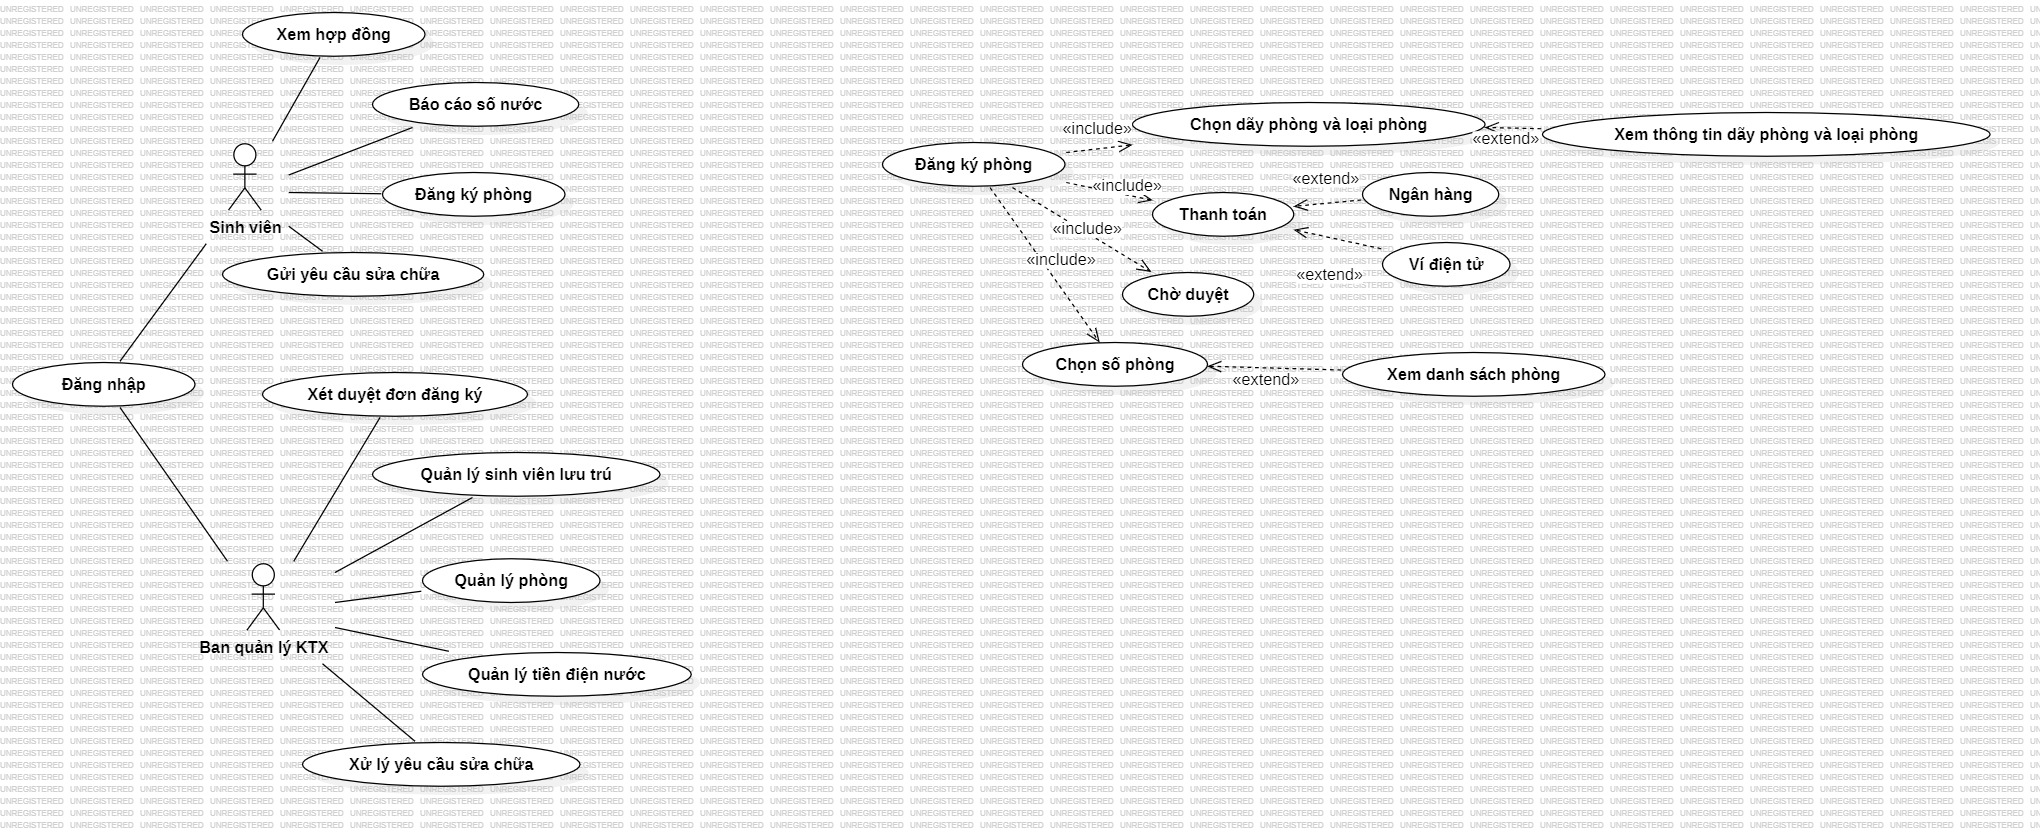 Xem hợp đồng
Báo cáo số nước
Đăng ký phòng
Sinh viên
Gửi yêu cầu sửa chữa
Đăng nhập
Xét duyệt đơn đăng ký
Quản lý sinh viên lưu trú
Quản lý phòng
Ban quản lý KTX
Quản lý tiền điện nước
Xử lý yêu cầu sửa chữa
Đăng ký phòng
«include»
Chọn dãy phòng và loại phòng
«extend»
Xem thông tin dãy phòng và loại phòng
«include»
Thanh toán
«extend»
Ngân hàng
«extend»
Ví điện tử
«include»
Chờ duyệt
«include»
Chọn số phòng
«extend»
Xem danh sách phòng
UNREGISTERED